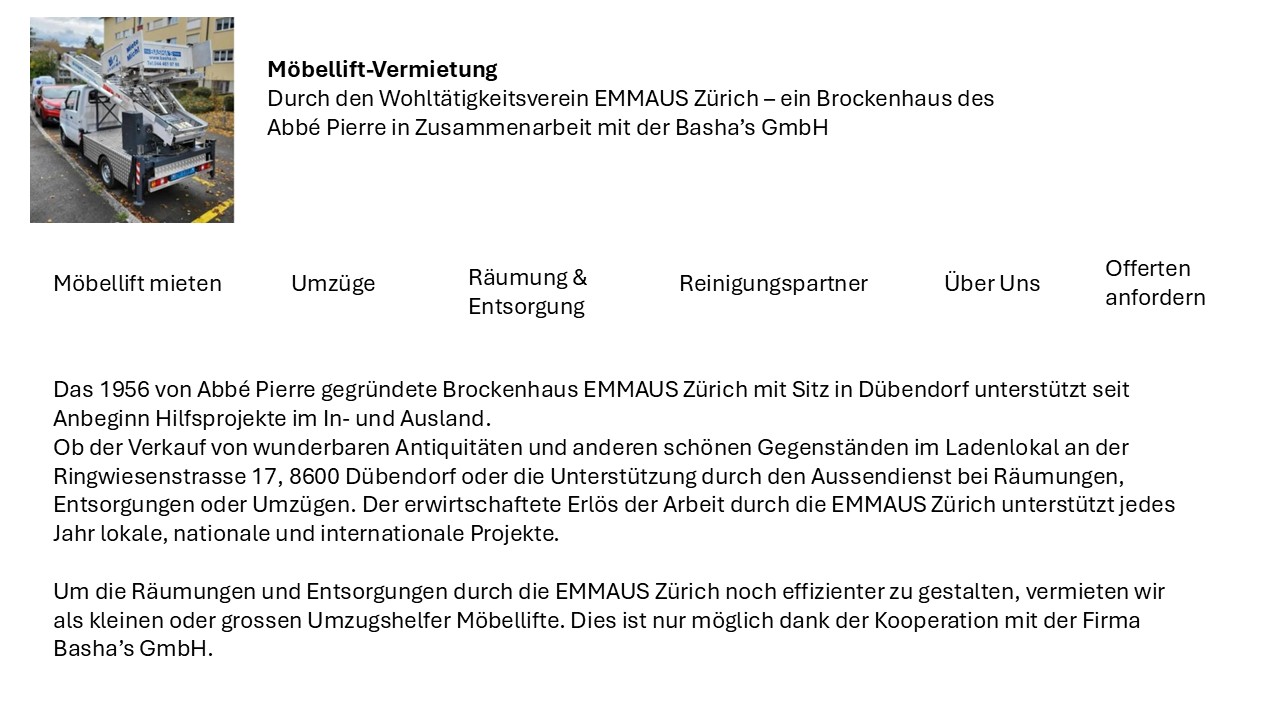 www.basha.ch
Möbellift-Vermietung
Durch den Wohltätigkeitsverein EMMAUS Zürich – ein Brockenhaus des
Abbé Pierre in Zusammenarbeit mit der Basha’s GmbH
Möbellift mieten
Umzüge
Räumung &
Entsorgung
Reinigungspartner
Über Uns
Offerten
anfordern
Das 1956 von Abbé Pierre gegründete Brockenhaus EMMAUS Zürich mit Sitz in Dübendorf unterstützt seit
Anbeginn Hilfsprojekte im In- und Ausland.
Ob der Verkauf von wunderbaren Antiquitäten und anderen schönen Gegenständen im Ladenlokal an der
Ringwiesenstrasse 17, 8600 Dübendorf oder die Unterstützung durch den Aussendienst bei Räumungen,
Entsorgungen oder Umzügen. Der erwirtschaftete Erlös der Arbeit durch die EMMAUS Zürich unterstützt jedes
Jahr lokale, nationale und internationale Projekte.
Um die Räumungen und Entsorgungen durch die EMMAUS Zürich noch effizienter zu gestalten, vermieten wir
als kleinen oder grossen Umzugshelfer Möbellifte. Dies ist nur möglich dank der Kooperation mit der Firma
Basha’s GmbH.